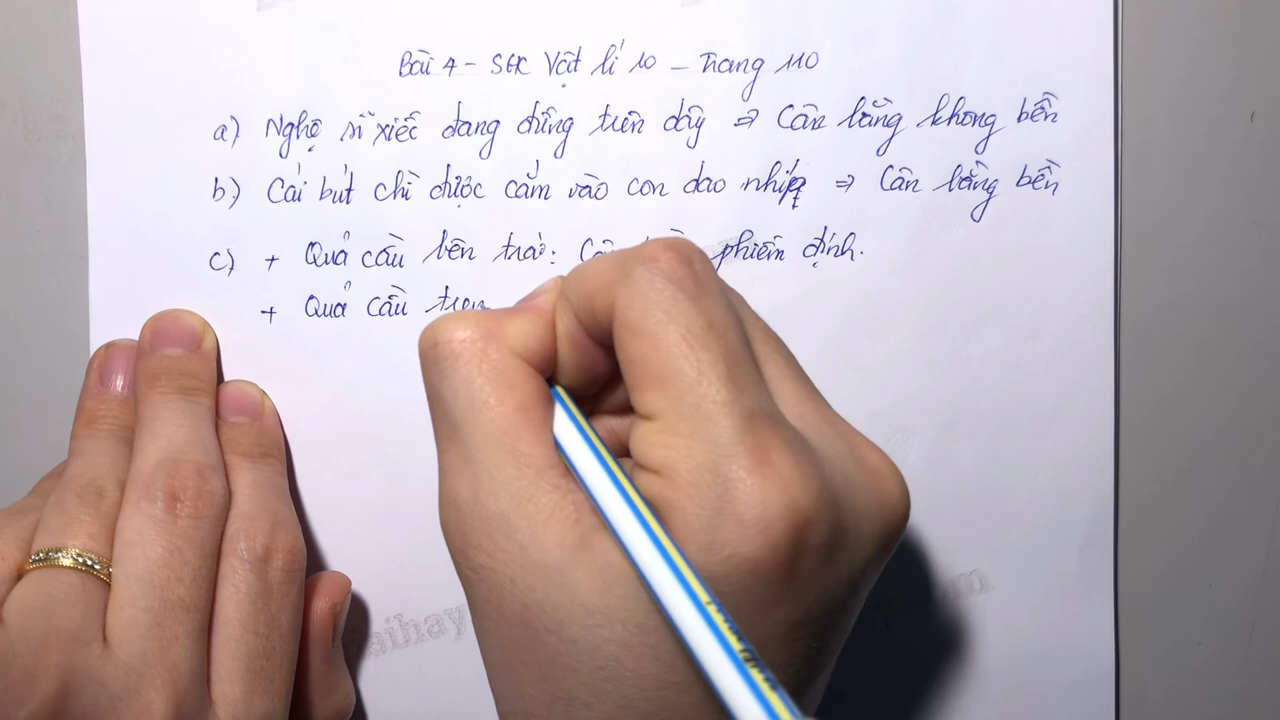 Bài 4 - SGK Vật lí 10 - Trang 110
a) Nghệ sĩ xiếc đang đứng trên dây => Cân bằng không bền
b) Cái bút chì được cắm vào con dao nhíp => Cân bằng bền
c) + Quả cầu bên trái: phiếm định.
+ Quả cầu trên